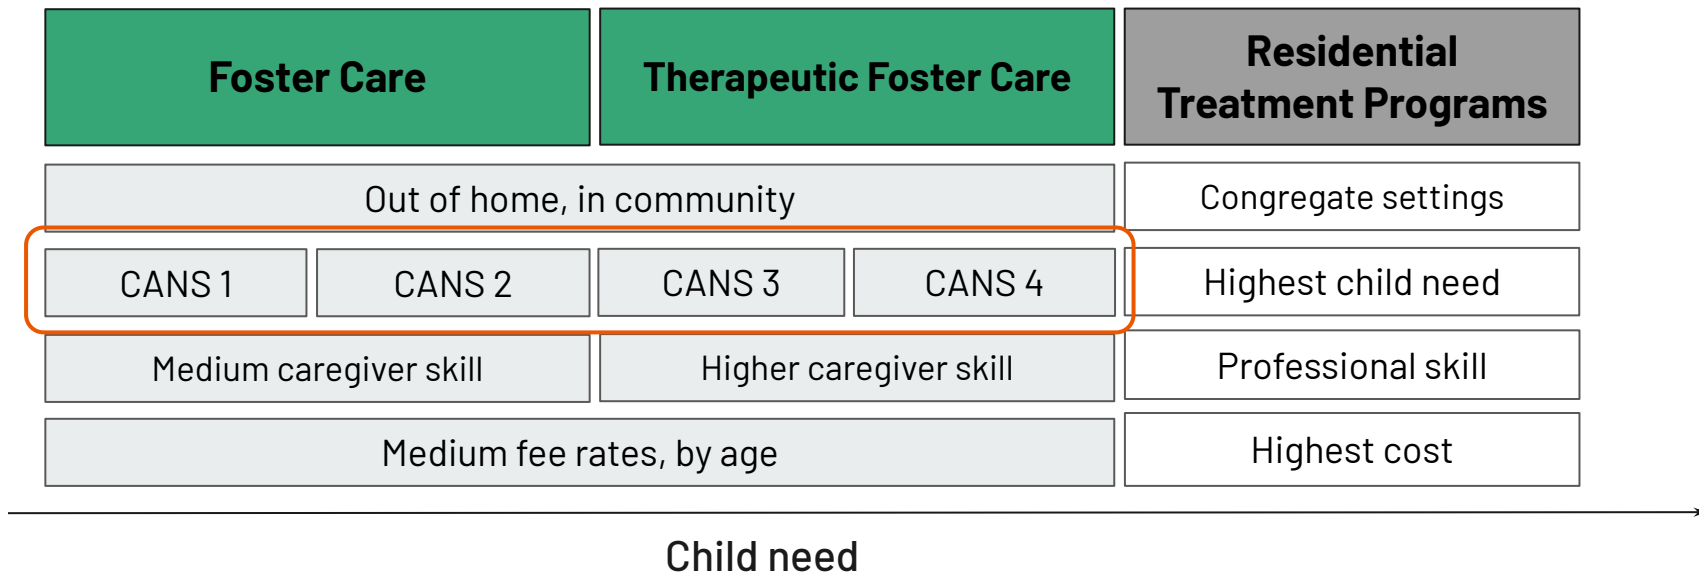 Foster Care
Therapeutic Foster Care
Residential
Treatment Programs
Out of home, in community
Congregate settings
CANS 1
CANS 2
CANS 3
CANS 4
Highest child need
Medium caregiver skill
Higher caregiver skill
Professional skill
Medium fee rates, by age
Highest cost
Child need